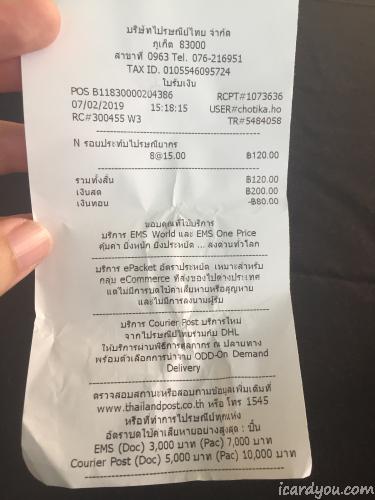 บริษัทไปรษณีย์ไทย จำกัด
ภูเก็ต 83000
สาขาที่ 0963 Tel. 076-216951
TAX ID. 0105546095724
ใบรับเงิน
POS B11830000204386 RCPT#1073636
07/02/2019 15:18:15 USER#chotika.ho
RC#300455 W3 TR#5484058
N รอประทับไปรษณียากร
8@15.00 ฿120.00
รวมทั้งสิ้น ฿120.00
เงินสด ฿200.00
เงินทอน -฿80.00
ขอบคุณที่ใช้บริการ
บริการ EMS World และ EMS One Price
คุ้มค่า ยิ่งหนัก ยิ่งประหยัด ... ส่งด่วนทั่วโลก
บริการ ePacket อัตราประหยัด เหมาะสำหรับ
กลุ่ม eCommerce ที่ส่งของไปต่างประเทศ
แต่ไม่มีการชดใช้ค่าเสียหายหรือสูญหาย
และไม่มีการลงนามผู้รับ
บริการ Courier Post บริการใหม่
จากไปรษณีย์ไทยร่วมกับ DHL
ให้บริการผ่านพิธีการศุลกากร ณ ปลายทาง
พร้อมตัวเลือกการนำจ่าย ODD-On Demand
Delivery
ตรวจสอบสถานะหรือสอบถามข้อมูลเพิ่มเติมที่
www.thailandpost.co.th หรือ โทร 1545
หรือที่ทำการไปรษณีย์ทุกแห่ง
อัตราชดใช้ค่าเสียหายอย่างสูงสุด : ชิ้น
EMS (Doc) 3,000 บาท (Pac) 7,000 บาท
Courier Post (Doc) 5,000 บาท (Pac) 10,000 บาท
icardyou.com